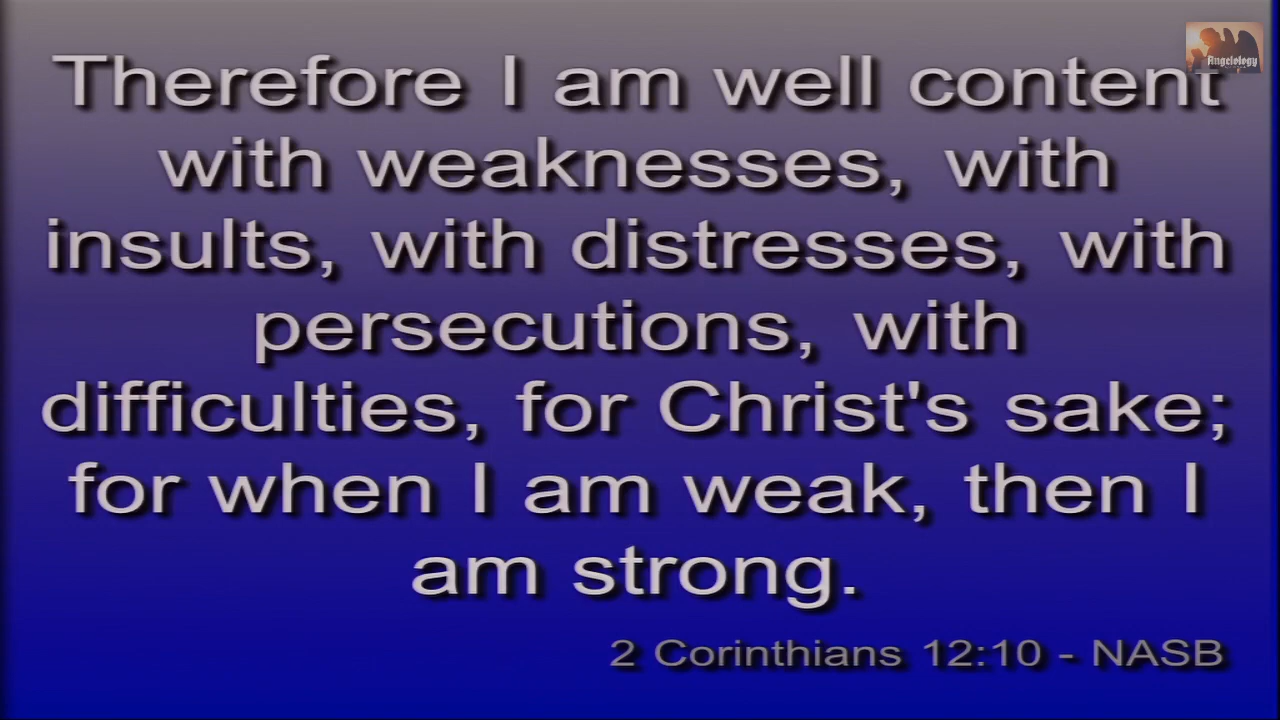 Angelology
Therefore I am well content
with weaknesses, with
insults, with distresses, with
persecutions, with
difficulties, for Christ's sake;
for when I am weak, then I
am strong.
2 Corinthians 12:10 - NASB